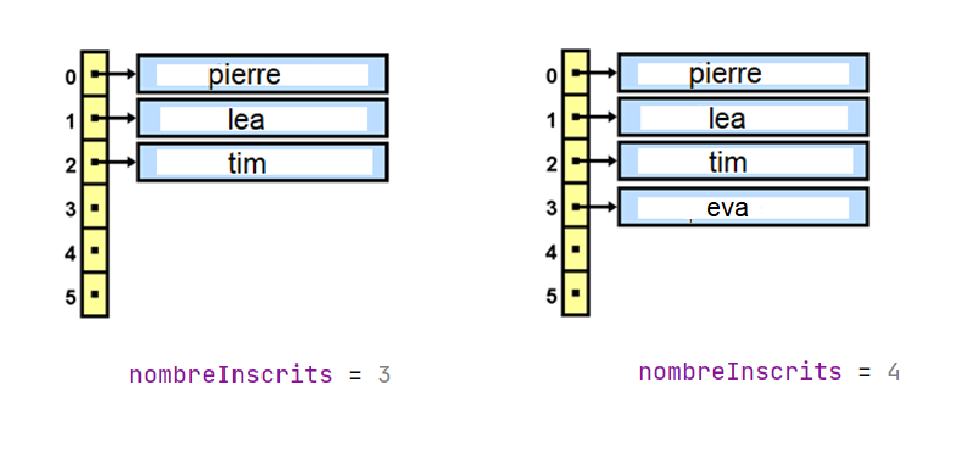 0 pierre
1 lea
2 tim
3
4
5
nombreInscrits = 3
0 pierre
1 lea
2 tim
3 eva
4
5
nombreInscrits = 4